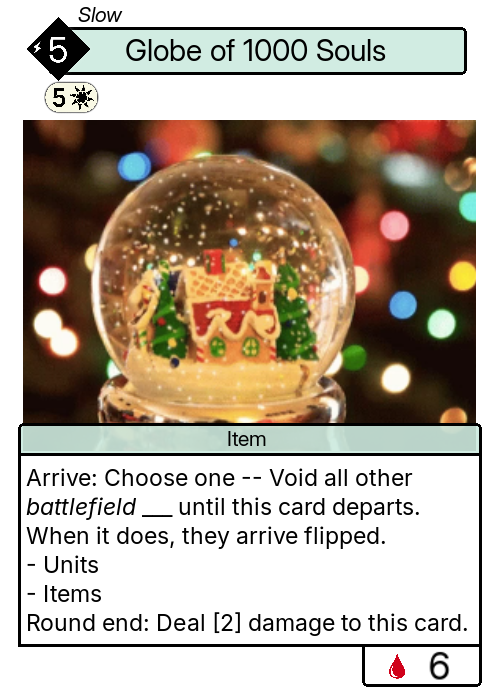 Slow
5 Globe of 1000 Souls
5
Item
Arrive: Choose one -- Void all other
battlefield ___ until this card departs.
When it does, they arrive flipped.
- Units
- Items
Round end: Deal [2] damage to this card.
6